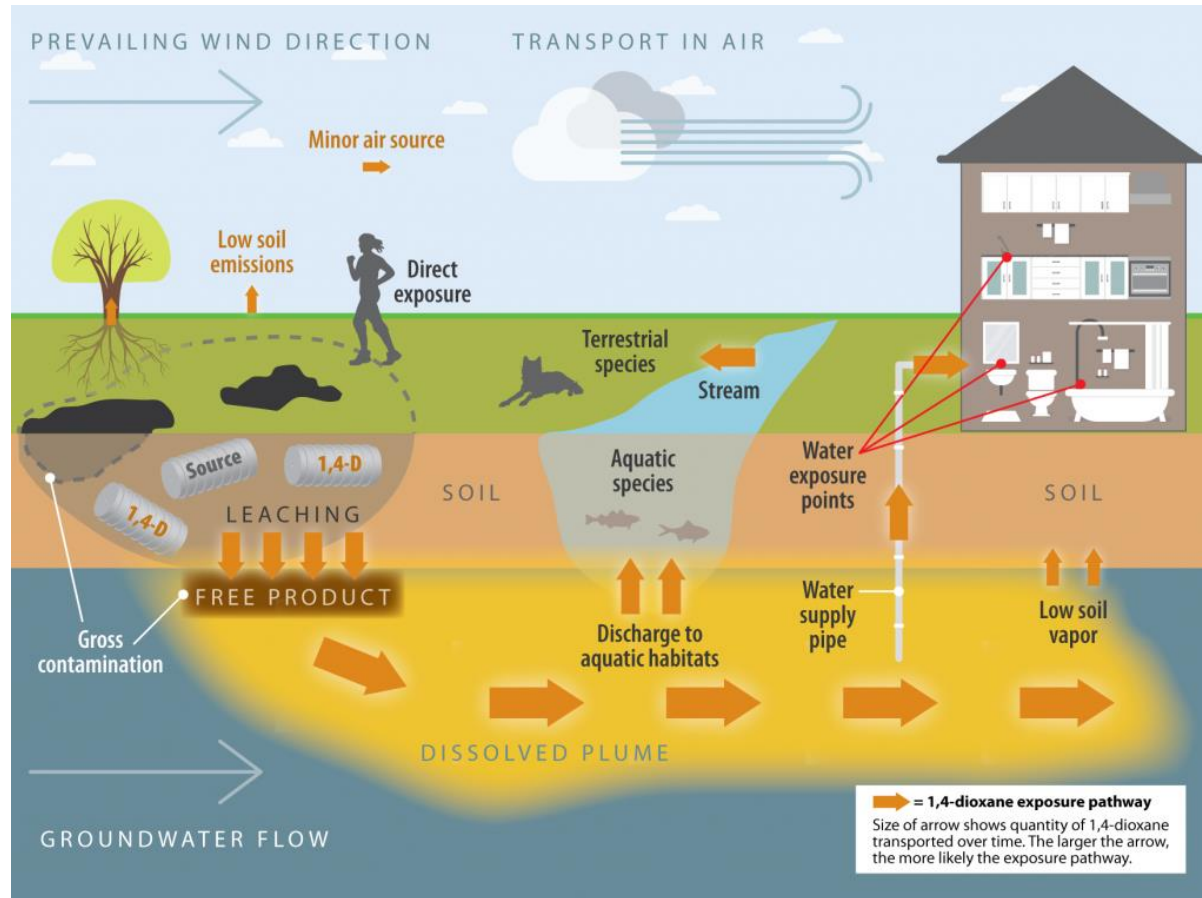 PREVAILING WIND DIRECTION
TRANSPORT IN AIR
Minor air source
Low soil
emissions
Direct
exposure
Terrestrial
species
Stream
Source
1,4-D
1,4-D
LEACHING
SOIL
Aquatic
species
Water
exposure
points
SOIL
FREE PRODUCT
Gross
contamination
Discharge to
aquatic habitats
Water
supply
pipe
Low soil
vapor
DISSOLVED PLUME
GROUNDWATER FLOW
= 1,4-dioxane exposure pathway
Size of arrow shows quantity of 1,4-dioxane
transported over time. The larger the arrow,
the more likely the exposure pathway.